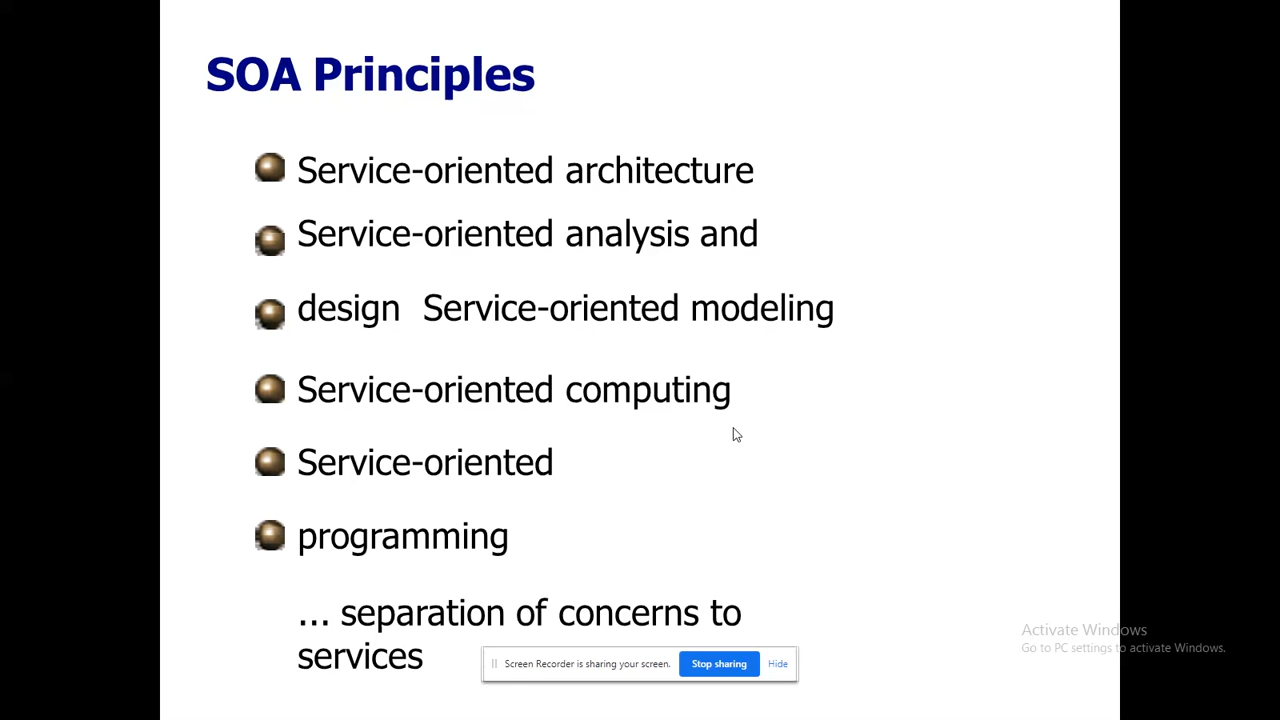 SOA Principles
Service-oriented architecture
Service-oriented analysis and
design Service-oriented modeling
Service-oriented computing
Service-oriented
programming
... separation of concerns to
services
Screen Recorder is sharing your screen. Stop sharing Hide
Activate Windows
Go to PC settings to activate Windows.